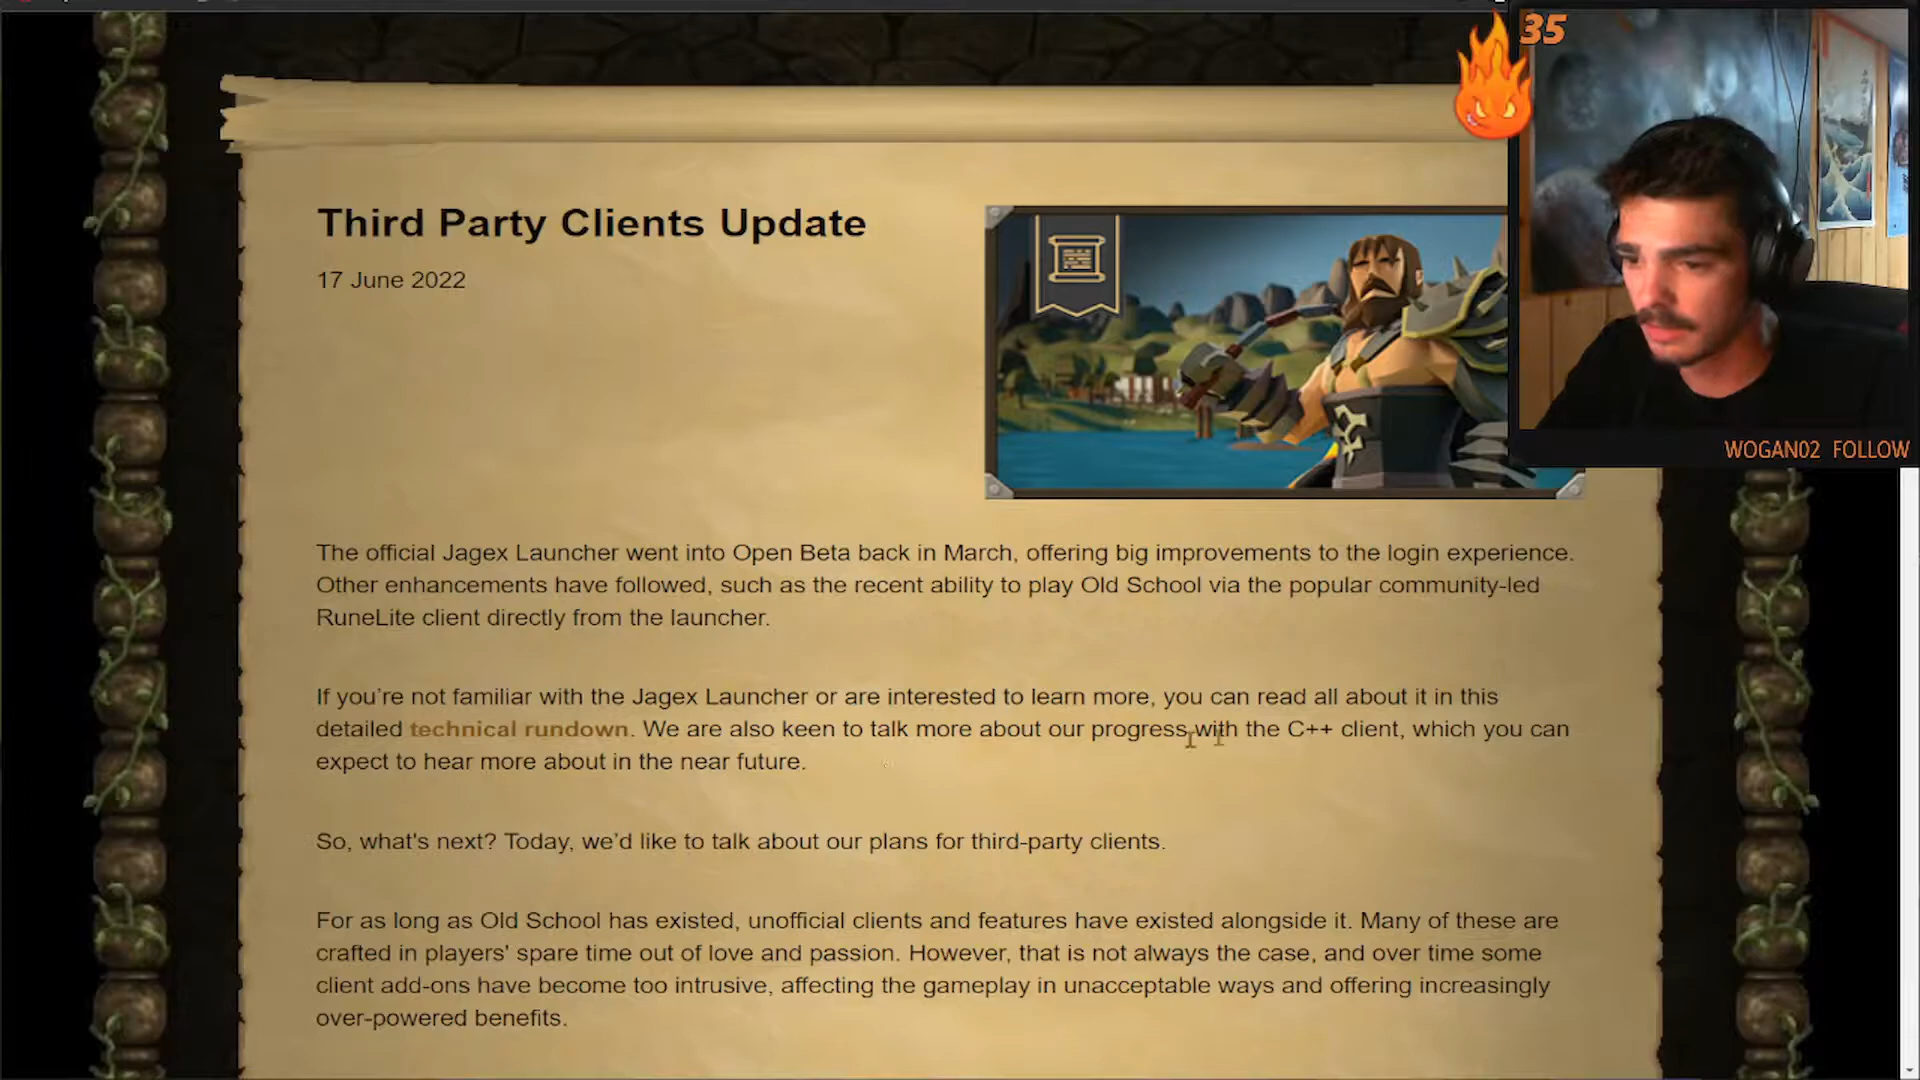 35
Third Party Clients Update
17 June 2022
WOGAN02 FOLLOW
The official Jagex Launcher went into Open Beta back in March, offering big improvements to the login experience.
Other enhancements have followed, such as the recent ability to play Old School via the popular community-led
RuneLite client directly from the launcher.
If you're not familiar with the Jagex Launcher or are interested to learn more, you can read all about it in this
detailed technical rundown. We are also keen to talk more about our progress with the C++ client, which you can
expect to hear more about in the near future.
So, what's next? Today, we'd like to talk about our plans for third-party clients.
For as long as Old School has existed, unofficial clients and features have existed alongside it. Many of these are
crafted in players' spare time out of love and passion. However, that is not always the case, and over time some
client add-ons have become too intrusive, affecting the gameplay in unacceptable ways and offering increasingly
over-powered benefits.